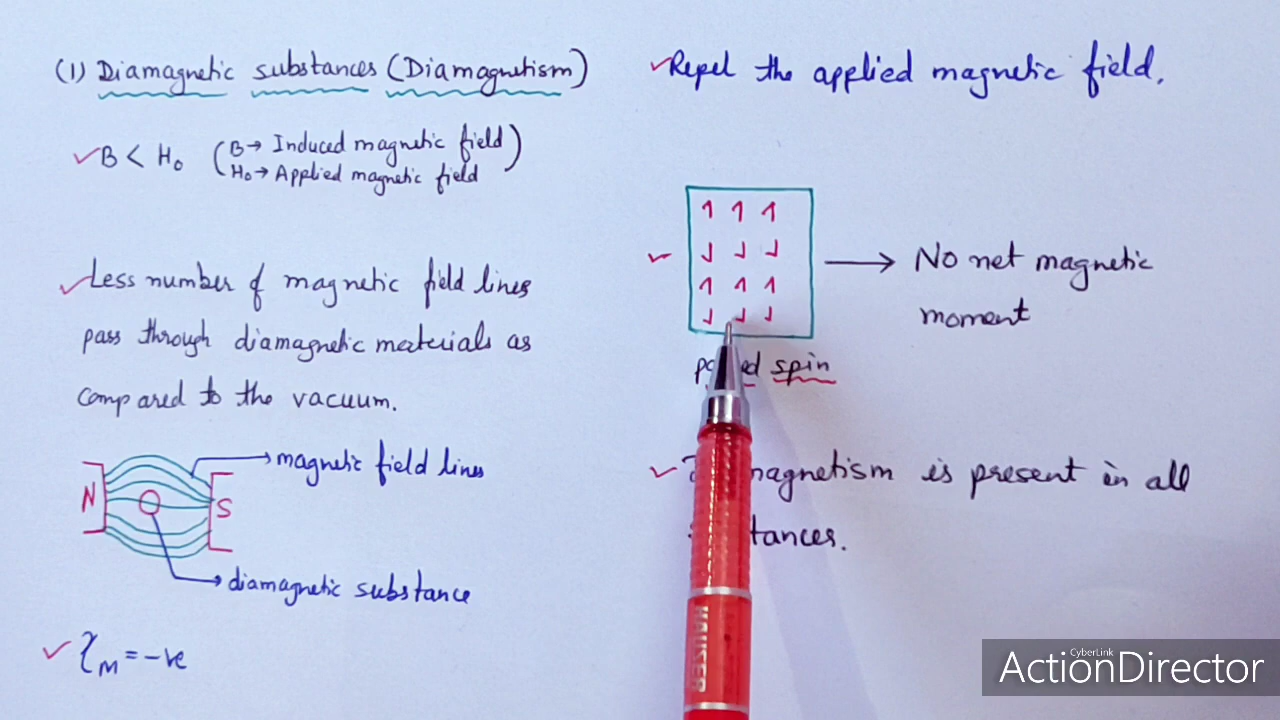 (1) Diamagnetic substances (Diamagnetism)
✓B < H₀ (B → Induced magnetic field
H₀ → Applied magnetic field)
✓Less number of magnetic field lines
pass through diamagnetic materials as
compared to the vacuum.
N
S
→magnetic field lines
→diamagnetic substance
✓ χM = -ve
✓Repel the applied magnetic field.
✓
↿ ↿ ↿
⇃ ⇃ ⇃
↿ ↿ ↿
⇃ ⇃ ⇃
→ No net magnetic
moment
spin
✓ magnetism is present in all
tances.
HAUSER
CyberLink
ActionDirector